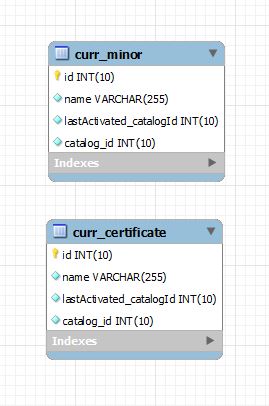 curr_minor
id INT(10)
name VARCHAR(255)
lastActivated_catalogId INT(10)
catalog_id INT(10)
Indexes
curr_certificate
id INT(10)
name VARCHAR(255)
lastActivated_catalogId INT(10)
catalog_id INT(10)
Indexes